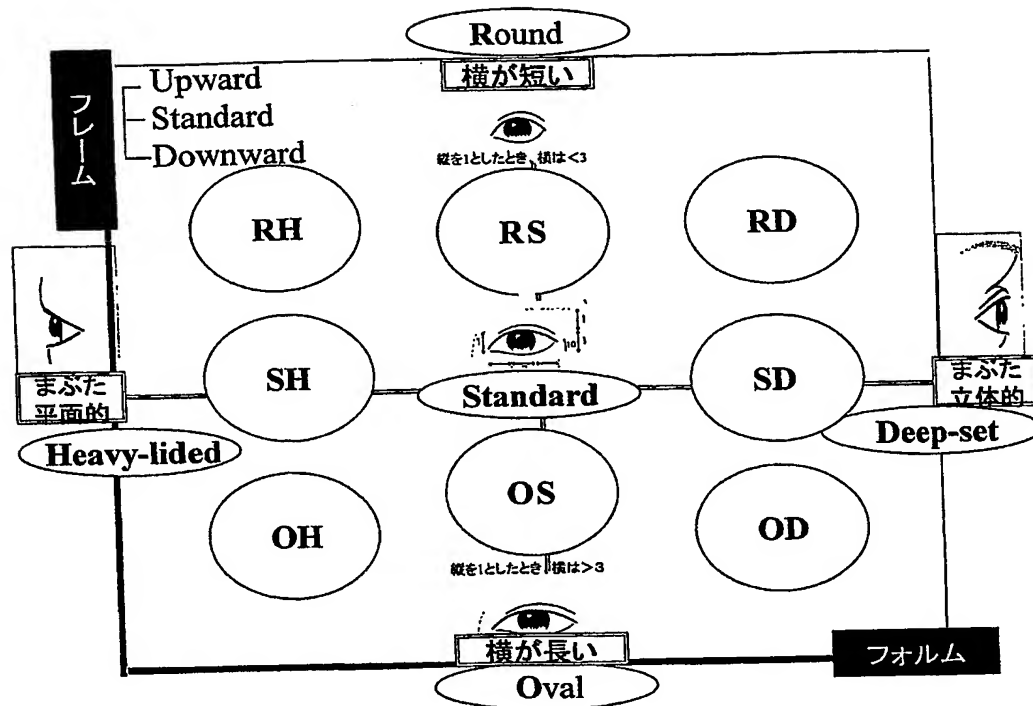 Round
横が短い
フレーム
Upward
Standard
Downward
縦を1としたとき、横は<3
RH
RS
RD
SH
SD
まぶた
平面的
Standard
まぶた
立体的
Heavy-lided
Deep-set
OH
OS
OD
縦を1としたとき 横は>3
横が長い
フォルム
Oval